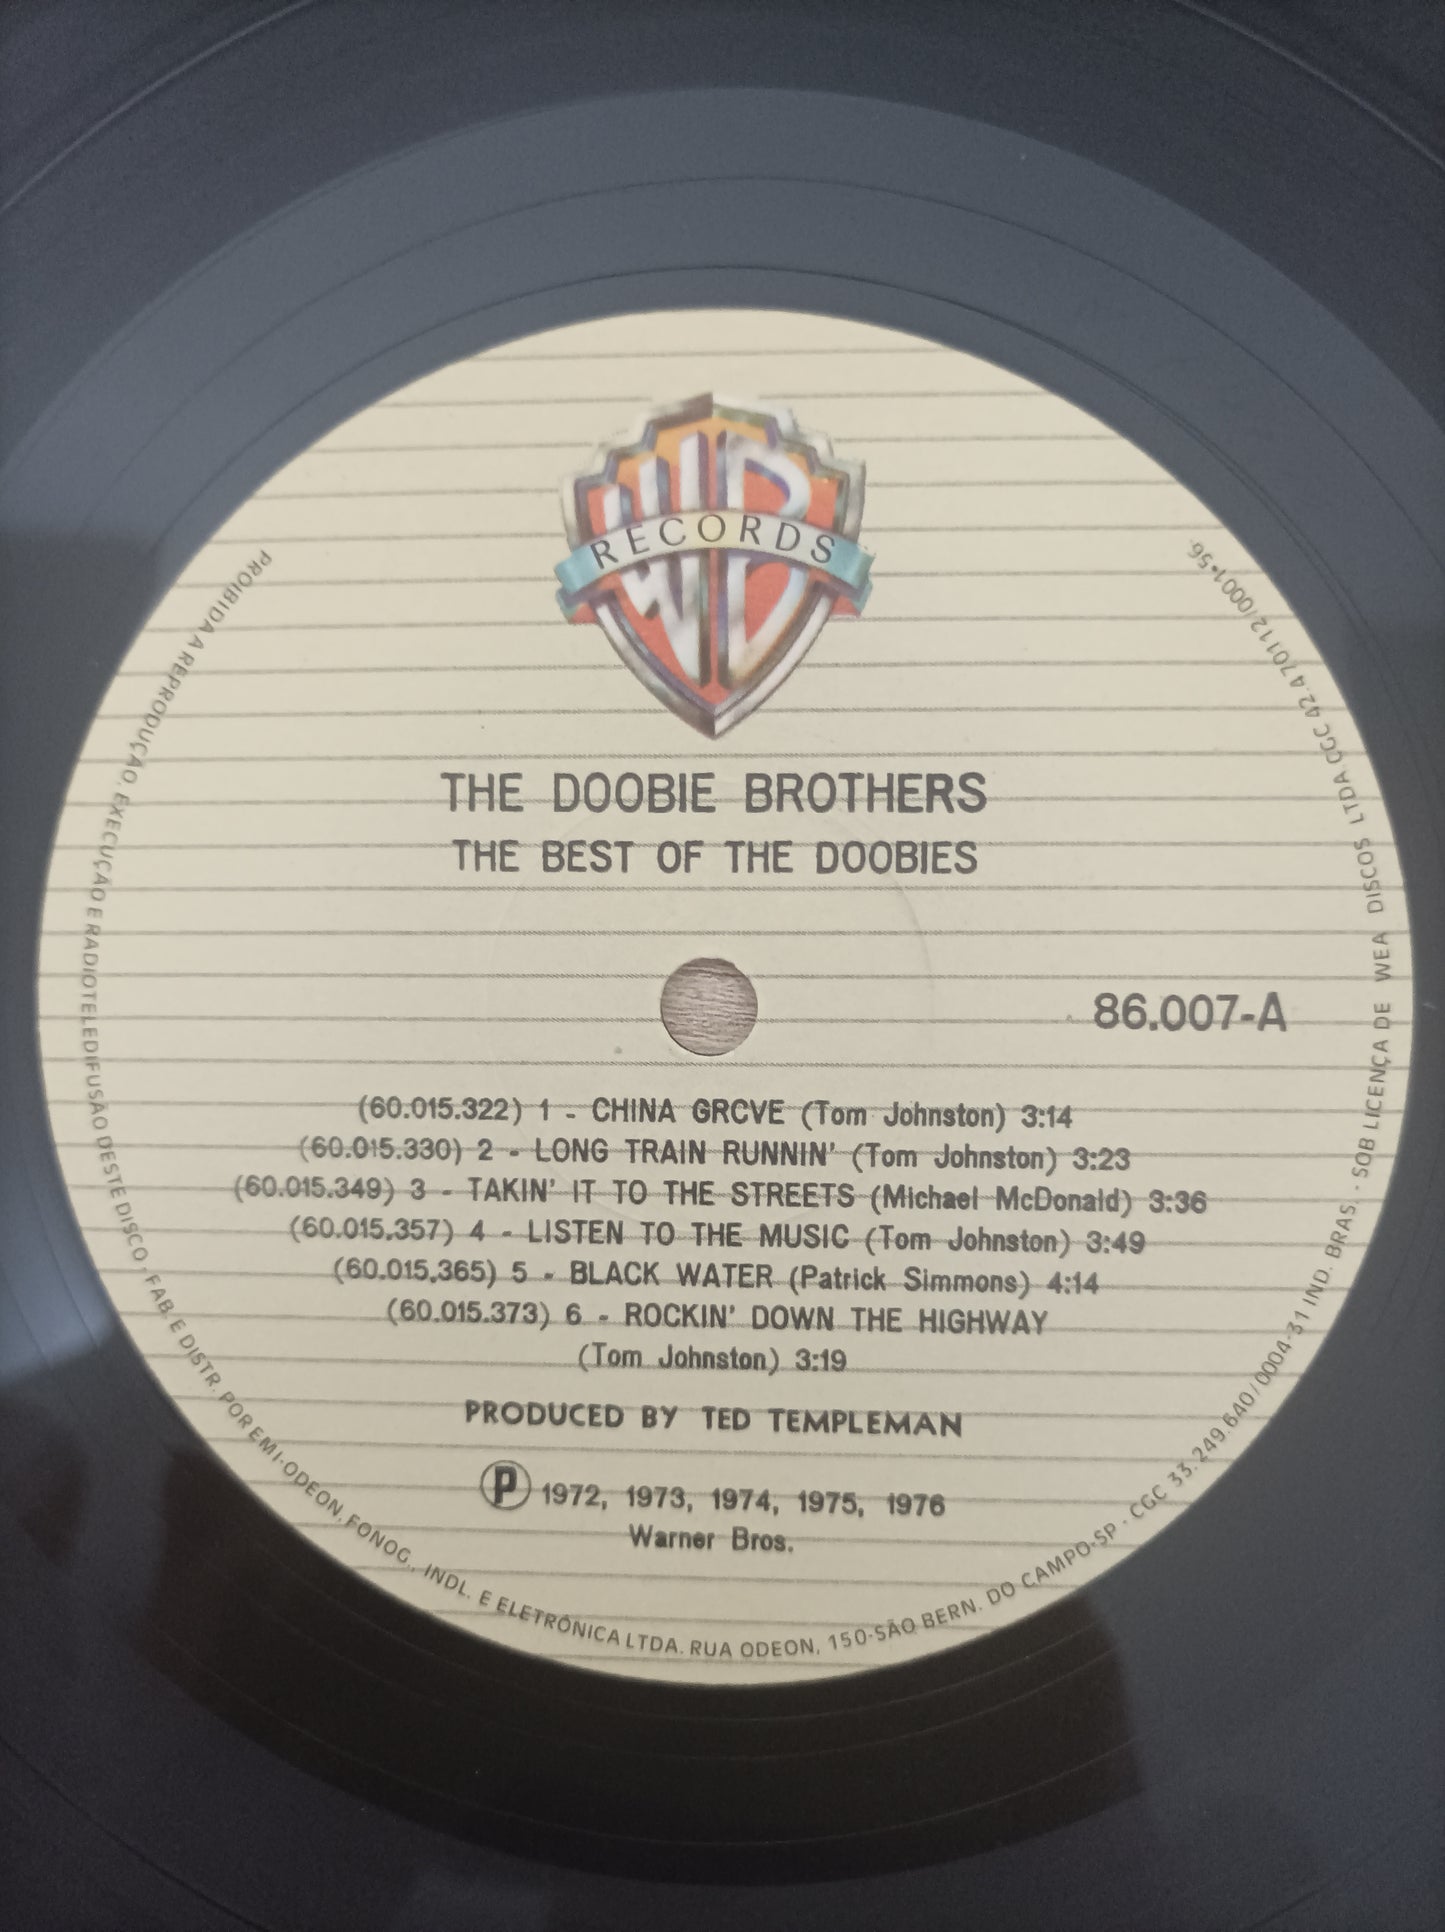 WB
RECORDS
THE DOOBIE BROTHERS
THE BEST OF THE DOOBIES
86.007-A
(60.015.322) 1 - CHINA GRCVE (Tom Johnston) 3:14
(60.015.330) 2 - LONG TRAIN RUNNIN' (Tom Johnston) 3:23
(60.015.349) 3 - TAKIN' IT TO THE STREETS (Michael McDonald) 3:36
(60.015.357) 4 - LISTEN TO THE MUSIC (Tom Johnston) 3:49
(60.015.365) 5 - BLACK WATER (Patrick Simmons) 4:14
(60.015.373) 6 - ROCKIN' DOWN THE HIGHWAY
(Tom Johnston) 3:19
PRODUCED BY TED TEMPLEMAN
Ⓟ 1972, 1973, 1974, 1975, 1976
Warner Bros.
PROIBIDA A REPRODUÇÃO, EXECUÇÃO E RADIOTELEDIFUSÃO DESTE DISCO, FAB. E DISTR. POR EMI-ODEON, FONOG., INDL. E ELETRÔNICA LTDA. RUA ODEON, 150-SÃO BERN. DO CAMPO-SP. CGC 33.249.640/0004-31 IND. BRAS. - SOB LICENÇA DE WEA DISCOS LTDA. CGC 42.470112/0001•56